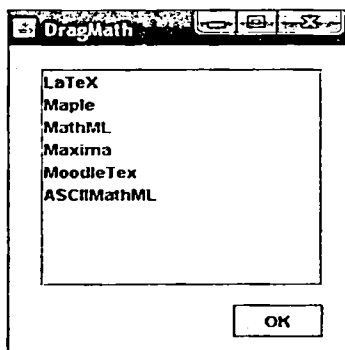 DragMath
LaTeX
Maple
MathML
Maxima
MoodleTex
ASCIIMathML
OK